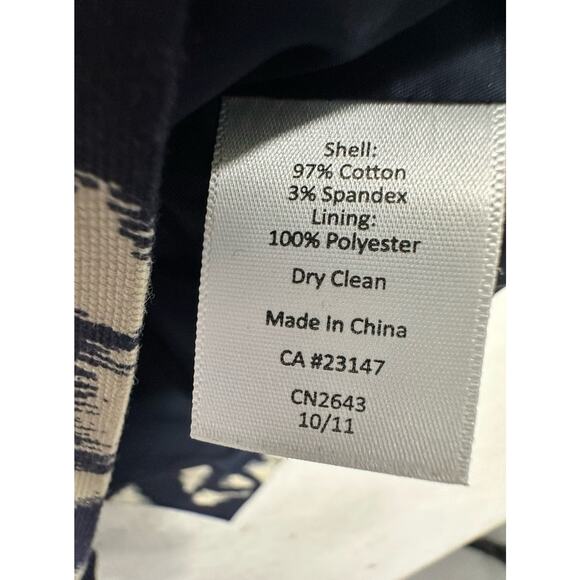 Shell:
97% Cotton
3% Spandex
Lining:
100% Polyester
Dry Clean
Made In China
CA #23147
CN2643
10/11